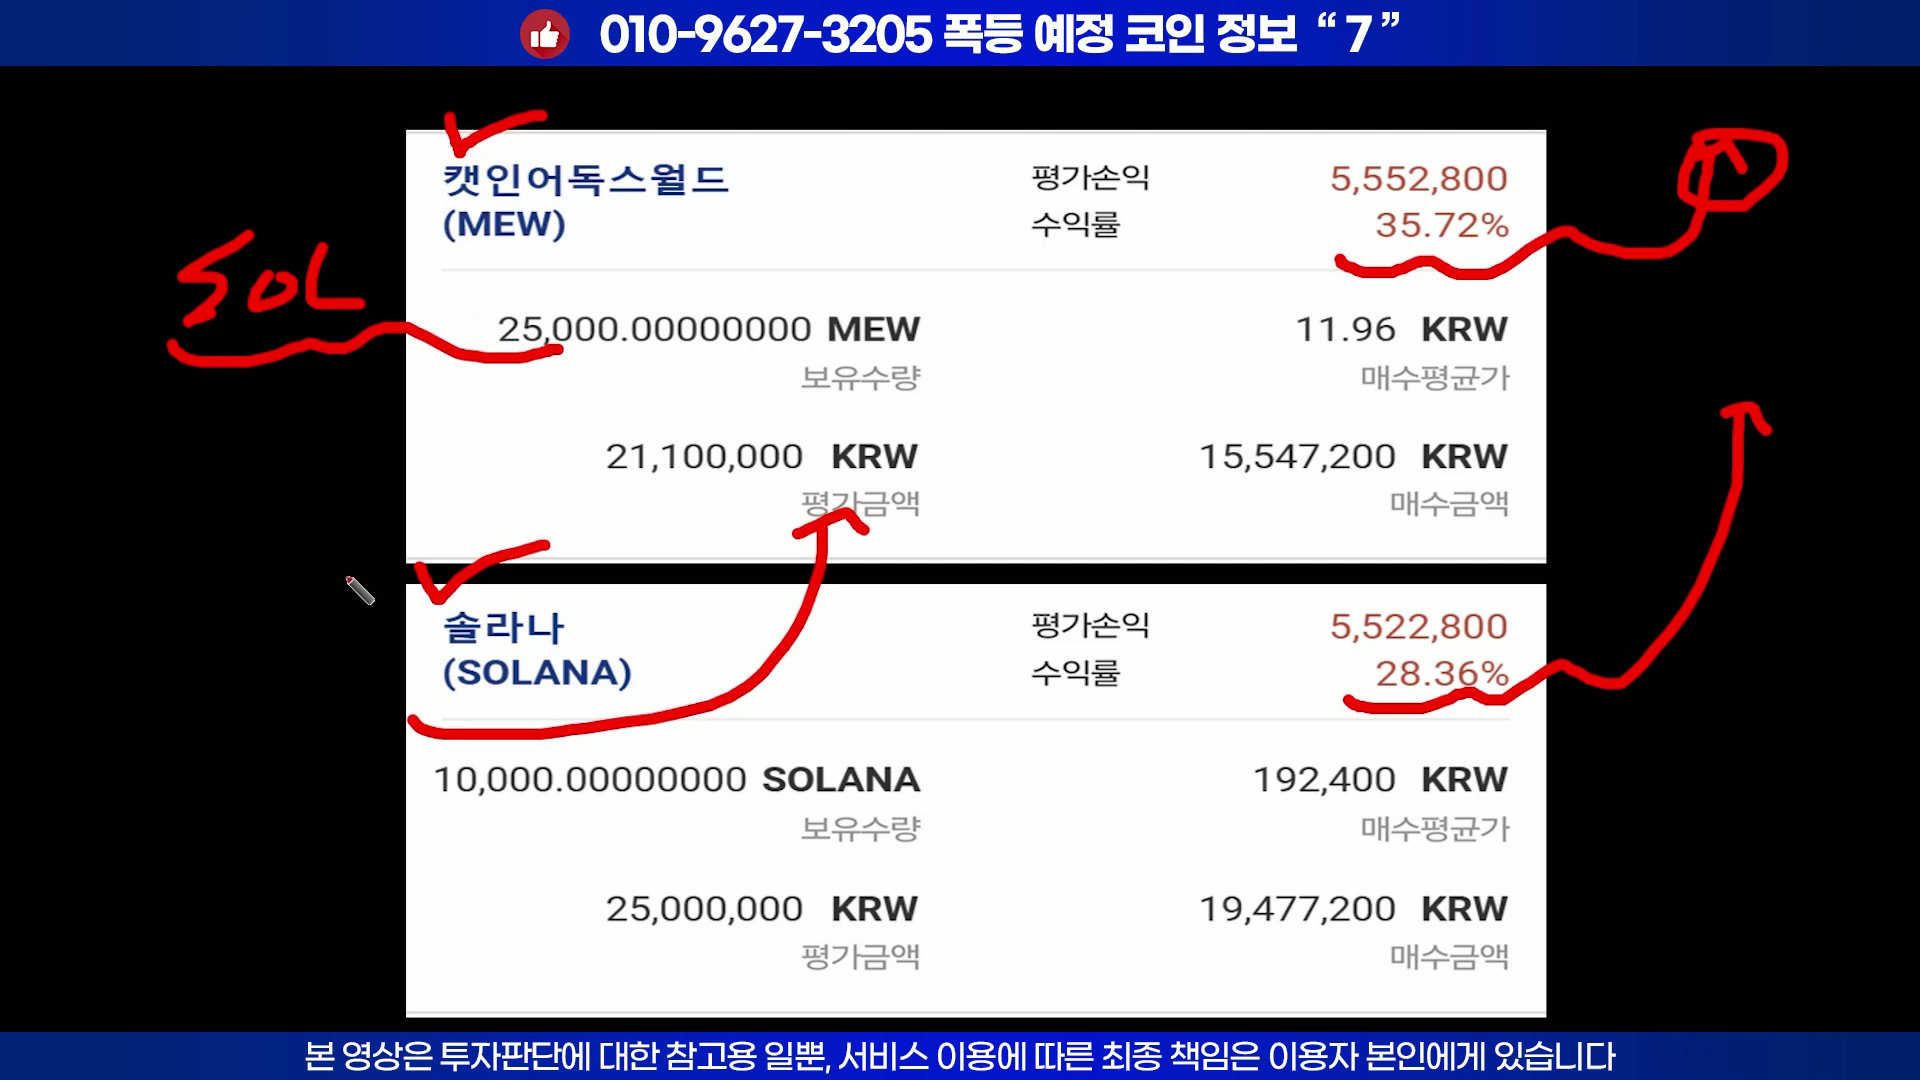 010-9627-3205 폭등 예정 코인 정보 “ 7 ”
캣인어독스월드
(MEW)
평가손익 5,552,800
수익률 35.72%
SOL
25,000.00000000 MEW
보유수량
11.96 KRW
매수평균가
21,100,000 KRW
평가금액
15,547,200 KRW
매수금액
솔라나
(SOLANA)
평가손익 5,522,800
수익률 28.36%
10,000.00000000 SOLANA
보유수량
192,400 KRW
매수평균가
25,000,000 KRW
평가금액
19,477,200 KRW
매수금액
본 영상은 투자판단에 대한 참고용 일뿐, 서비스 이용에 따른 최종 책임은 이용자 본인에게 있습니다